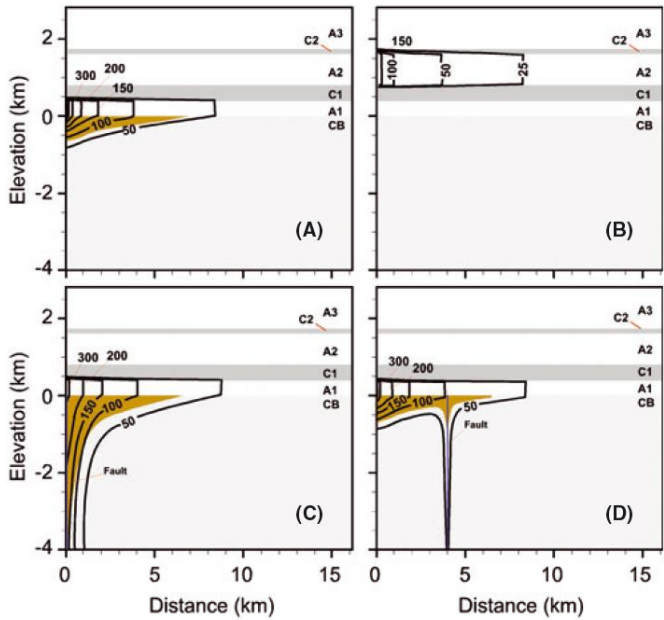 2
0
-2
-4
Elevation (km)
A3
C2
A2
C1
A1
CB
300
200
150
100
50
(A)
A3
C2
A2
C1
A1
CB
150
100
50
25
(B)
2
0
-2
-4
Elevation (km)
A3
C2
A2
C1
A1
CB
300
200
150
100
50
Fault
(C)
0
5
10
15
Distance (km)
A3
C2
A2
C1
A1
CB
300
200
150
100
50
Fault
(D)
0
5
10
15
Distance (km)